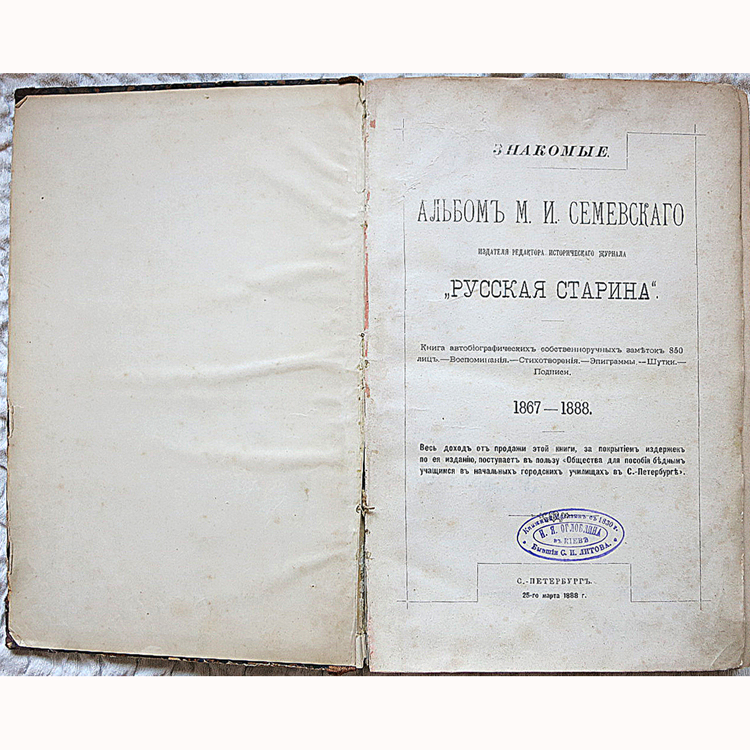 ЗНАКОМЫЕ.
АЛЬБОМЪ М. И. СЕМЕВСКАГО
ИЗДАТЕЛЯ РЕДАКТОРА ИСТОРИЧЕСКАГО ЖУРНАЛА
„РУССКАЯ СТАРИНА“.
Книга автобіографическихъ собственноручныхъ замѣтокъ 850
лицъ.—Воспоминанія.—Стихотворенія.—Эпиграммы.—Шутки.—
Подписи.
1867—1888.
Весь доходъ отъ продажи этой книги, за покрытіемъ издержекъ
по ея изданію, поступаетъ въ пользу «Общества для пособія бѣднымъ
учащимся въ начальныхъ городскихъ училищахъ въ С.-Петербургѣ».
съ 1830 г.
Н. Я. ОГЛОБЛИНА
въ КІЕВѢ
Бывшій С. И. ЛИТОВА.
С.-ПЕТЕРБУРГЪ.
25-го марта 1888 г.